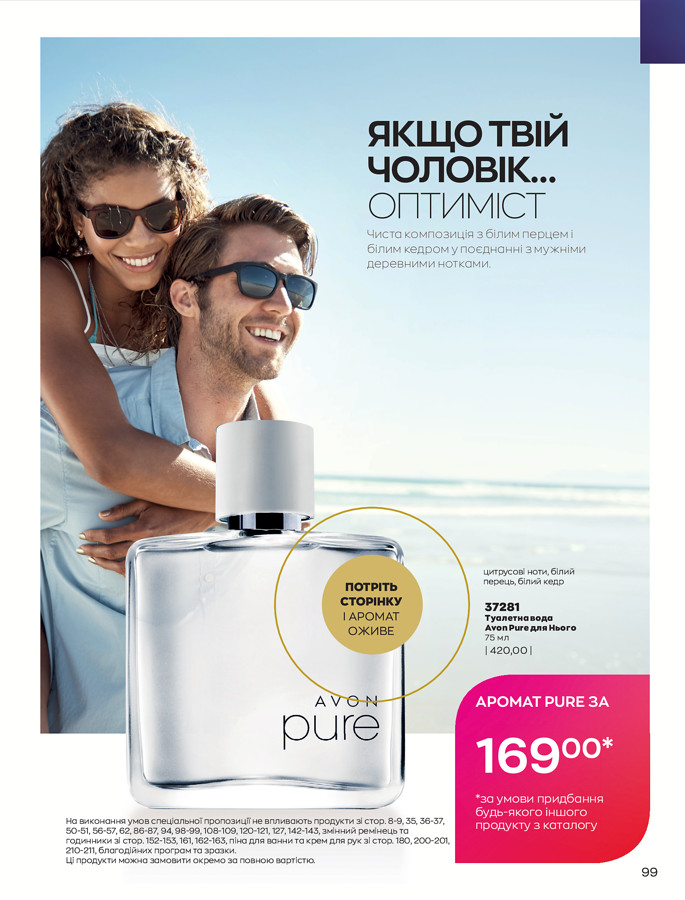 ЯКЩО ТВІЙ
ЧОЛОВІК...
ОПТИМІСТ
Чиста композиція з білим перцем і
білим кедром у поєднанні з мужніми
деревними нотками.
ПОТРІТЬ
СТОРІНКУ
І АРОМАТ
ОЖИВЕ
цитрусові ноти, білий
перець, білий кедр
37281
Туалетна вода
Avon Pure для Нього
75 мл
| 420,00 |
AVON
pure
АРОМАТ PURE ЗА
169⁰⁰*
*за умови придбання
будь-якого іншого
продукту з каталогу
На виконання умов спеціальної пропозиції не впливають продукти зі стор. 8-9, 35, 36-37,
50-51, 56-57, 62, 86-87, 94, 98-99, 108-109, 120-121, 127, 142-143, змінний ремінець та
годинники зі стор. 152-153, 161, 162-163, піна для ванни та крем для рук зі стор. 180, 200-201,
210-211, благодійних програм та зразки.
Ці продукти можна замовити окремо за повною вартістю.
99